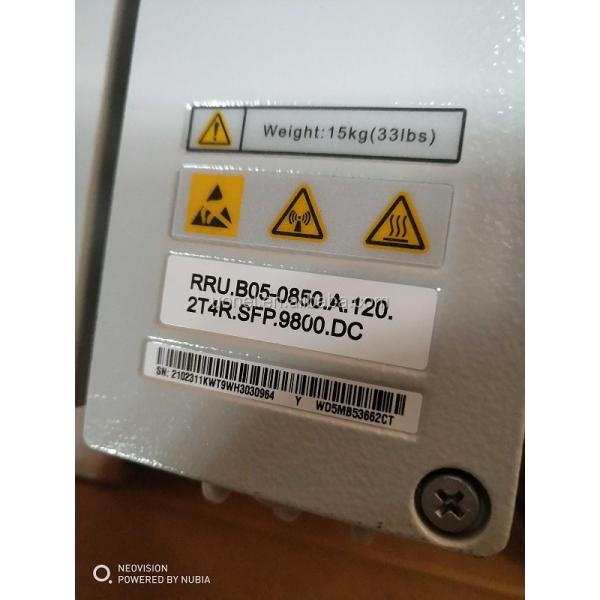 Weight:15kg(33lbs)
RRU.B05-0850.A.120.
2T4R.SFP.9800.DC
SN: 2102311KWT9WH3030964 Y WD5MB53662CT
NEOVISION
POWERED BY NUBIA